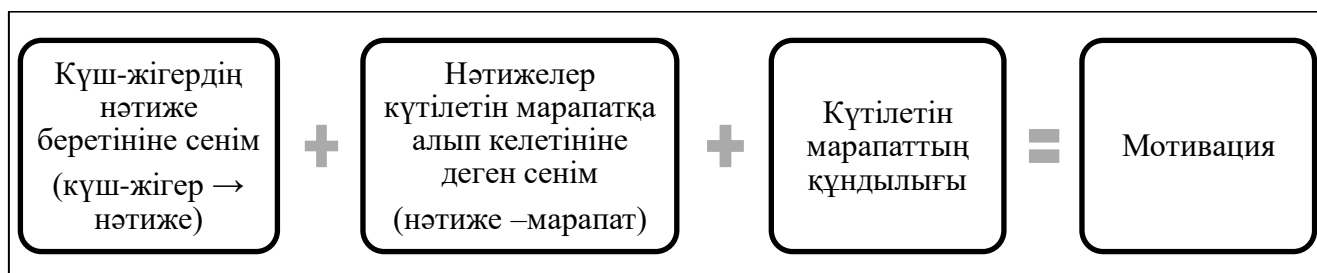 Күш-жігердің
нәтиже
беретініне сенім
(күш-жігер →
нәтиже)
Нәтижелер
күтілетін марапатқа
алып келетініне
деген сенім
(нәтиже –марапат)
Күтілетін
марапаттың
құндылығы
Мотивация